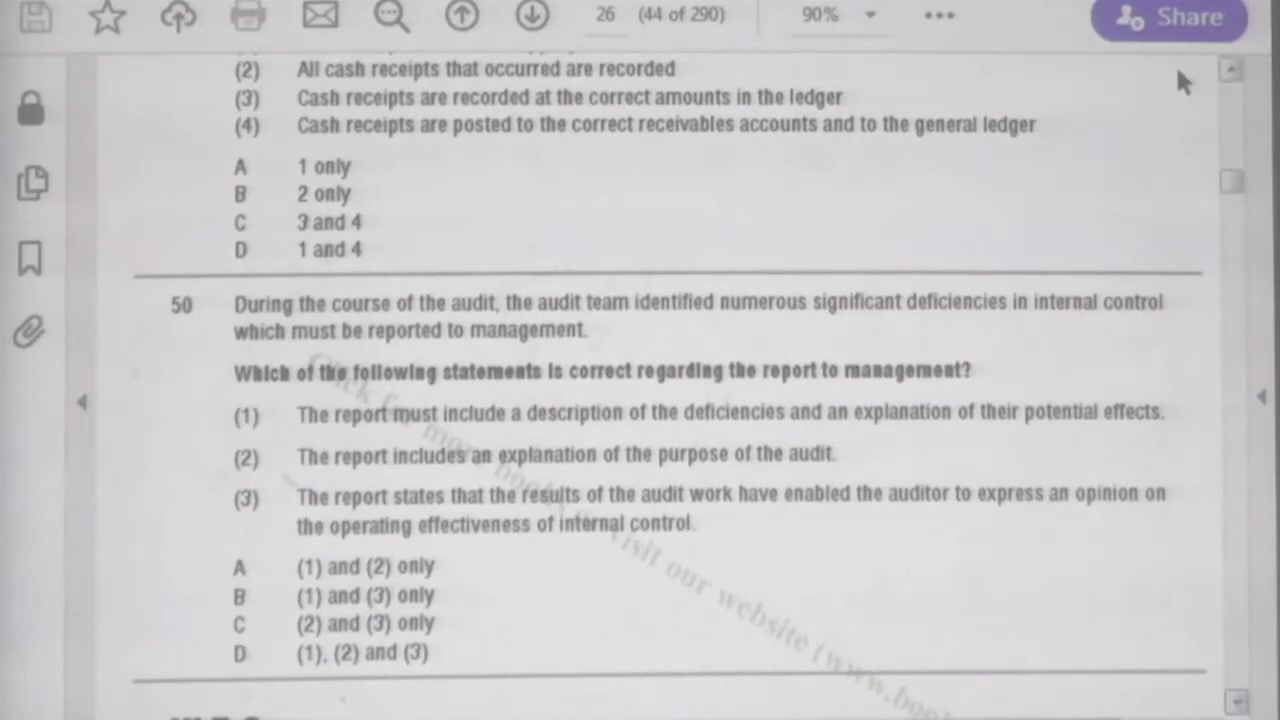 26 (44 of 290) 90% Share
(2) All cash receipts that occurred are recorded
(3) Cash receipts are recorded at the correct amounts in the ledger
(4) Cash receipts are posted to the correct receivables accounts and to the general ledger
A 1 only
B 2 only
C 3 and 4
D 1 and 4
50 During the course of the audit, the audit team identified numerous significant deficiencies in internal control
which must be reported to management.
Which of the following statements is correct regarding the report to management?
(1) The report must include a description of the deficiencies and an explanation of their potential effects.
(2) The report includes an explanation of the purpose of the audit.
(3) The report states that the results of the audit work have enabled the auditor to express an opinion on
the operating effectiveness of internal control.
A (1) and (2) only
B (1) and (3) only
C (2) and (3) only
D (1), (2) and (3)
visit our website (www.boo